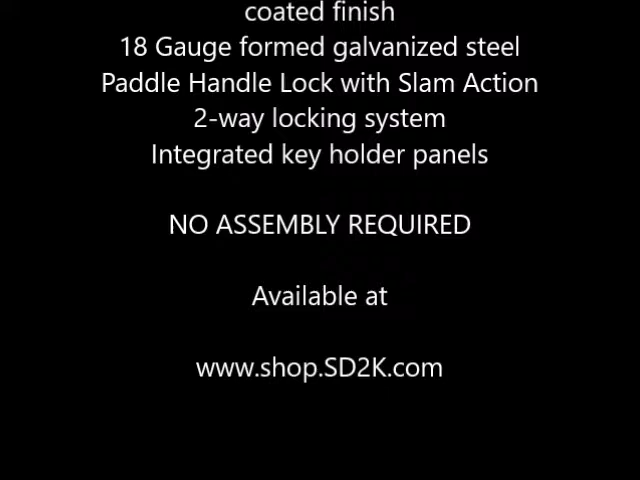 coated finish
18 Gauge formed galvanized steel
Paddle Handle Lock with Slam Action
2-way locking system
Integrated key holder panels
NO ASSEMBLY REQUIRED
Available at
www.shop.SD2K.com